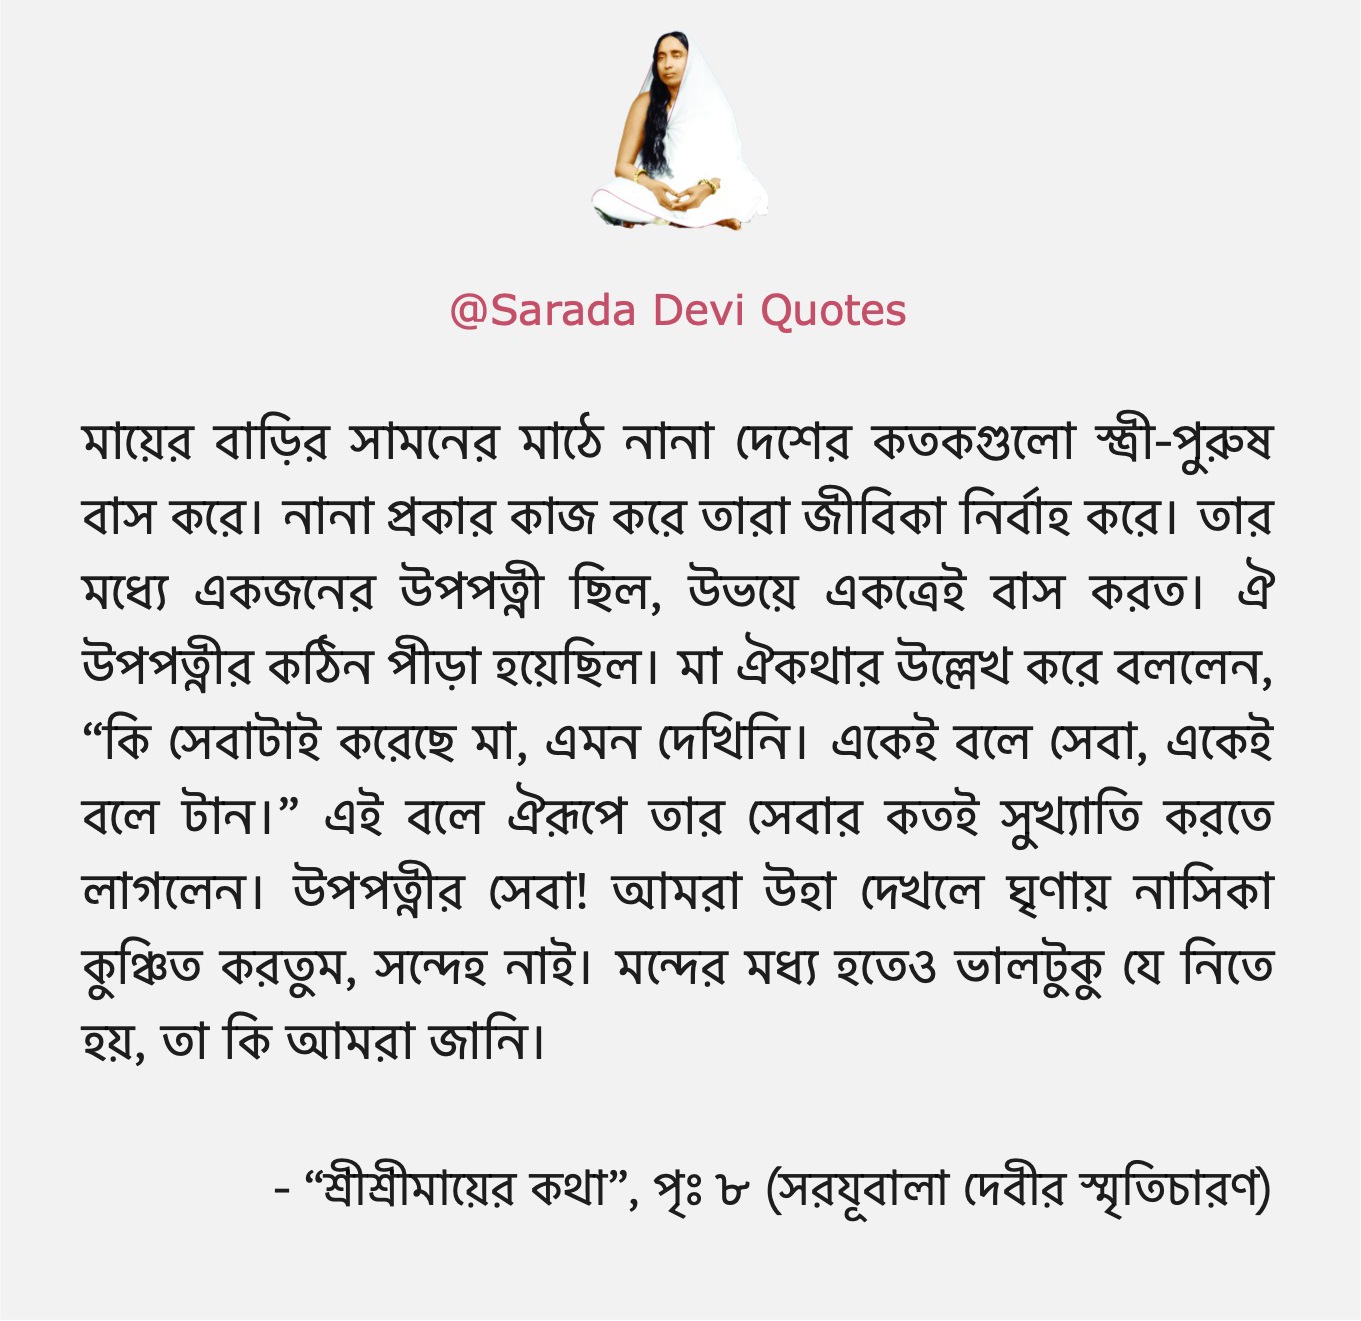 @Sarada Devi Quotes
মায়ের বাড়ির সামনের মাঠে নানা দেশের কতকগুলো স্ত্রী-পুরুষ
বাস করে। নানা প্রকার কাজ করে তারা জীবিকা নির্বাহ করে। তার
মধ্যে একজনের উপপত্নী ছিল, উভয়ে একত্রেই বাস করত। ঐ
উপপত্নীর কঠিন পীড়া হয়েছিল। মা ঐকথার উল্লেখ করে বললেন,
“কি সেবাটাই করেছে মা, এমন দেখিনি। একেই বলে সেবা, একেই
বলে টান।” এই বলে ঐরূপে তার সেবার কতই সুখ্যাতি করতে
লাগলেন। উপপত্নীর সেবা! আমরা উহা দেখলে ঘৃণায় নাসিকা
কুঞ্চিত করতুম, সন্দেহ নাই। মন্দের মধ্য হতেও ভালটুকু যে নিতে
হয়, তা কি আমরা জানি।
- “শ্রীশ্রীমায়ের কথা”, পৃঃ ৮ (সরযূবালা দেবীর স্মৃতিচারণ)